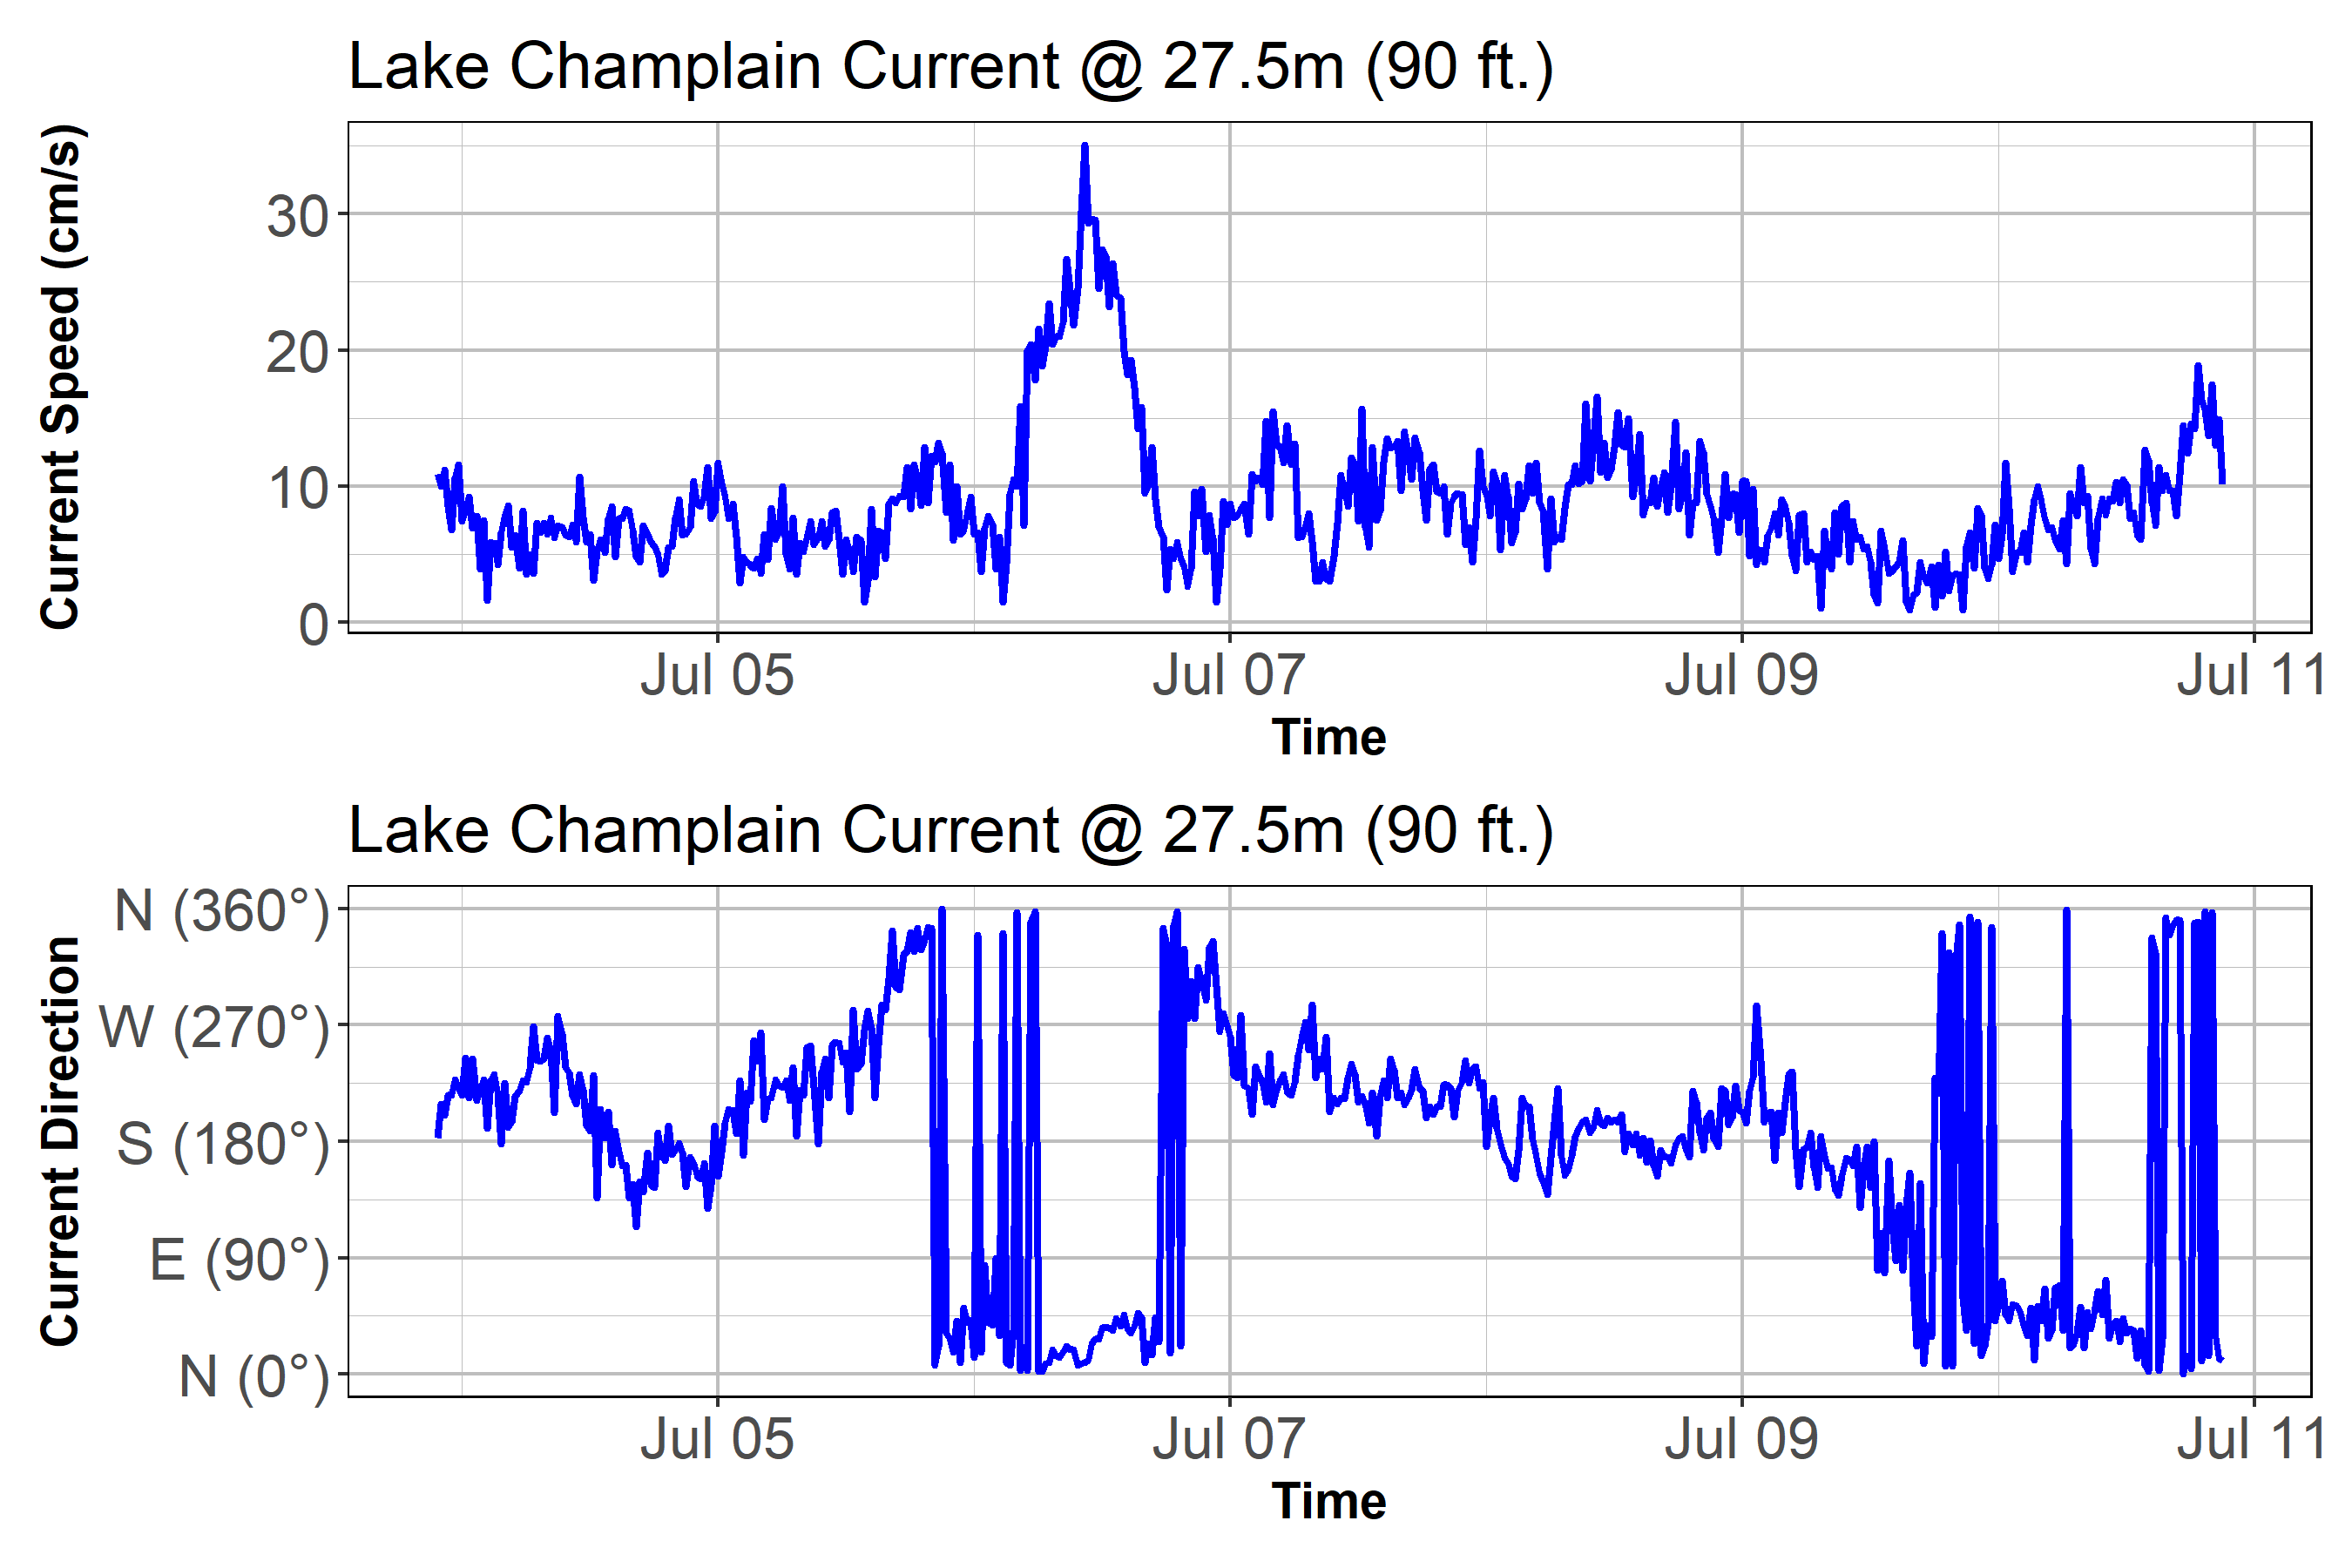 Lake Champlain Current @ 27.5m (90 ft.)
Current Speed (cm/s)
30
20
10
0
Jul 05 Jul 07 Jul 09 Jul 11
Time
Lake Champlain Current @ 27.5m (90 ft.)
Current Direction
N (360°)
W (270°)
S (180°)
E (90°)
N (0°)
Jul 05 Jul 07 Jul 09 Jul 11
Time